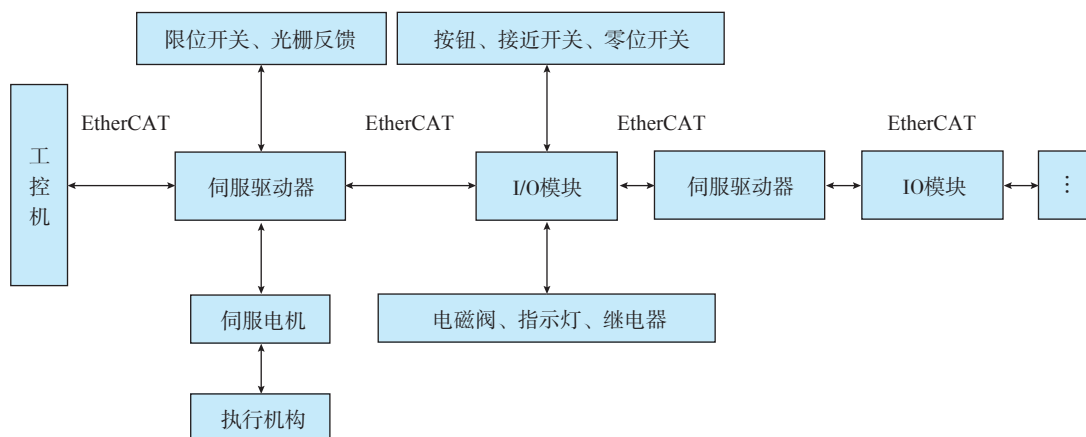 限位开关、光栅反馈
按钮、接近开关、零位开关
EtherCAT
EtherCAT
EtherCAT
EtherCAT
工控机
伺服驱动器
I/O模块
伺服驱动器
IO模块
⋮
伺服电机
电磁阀、指示灯、继电器
执行机构